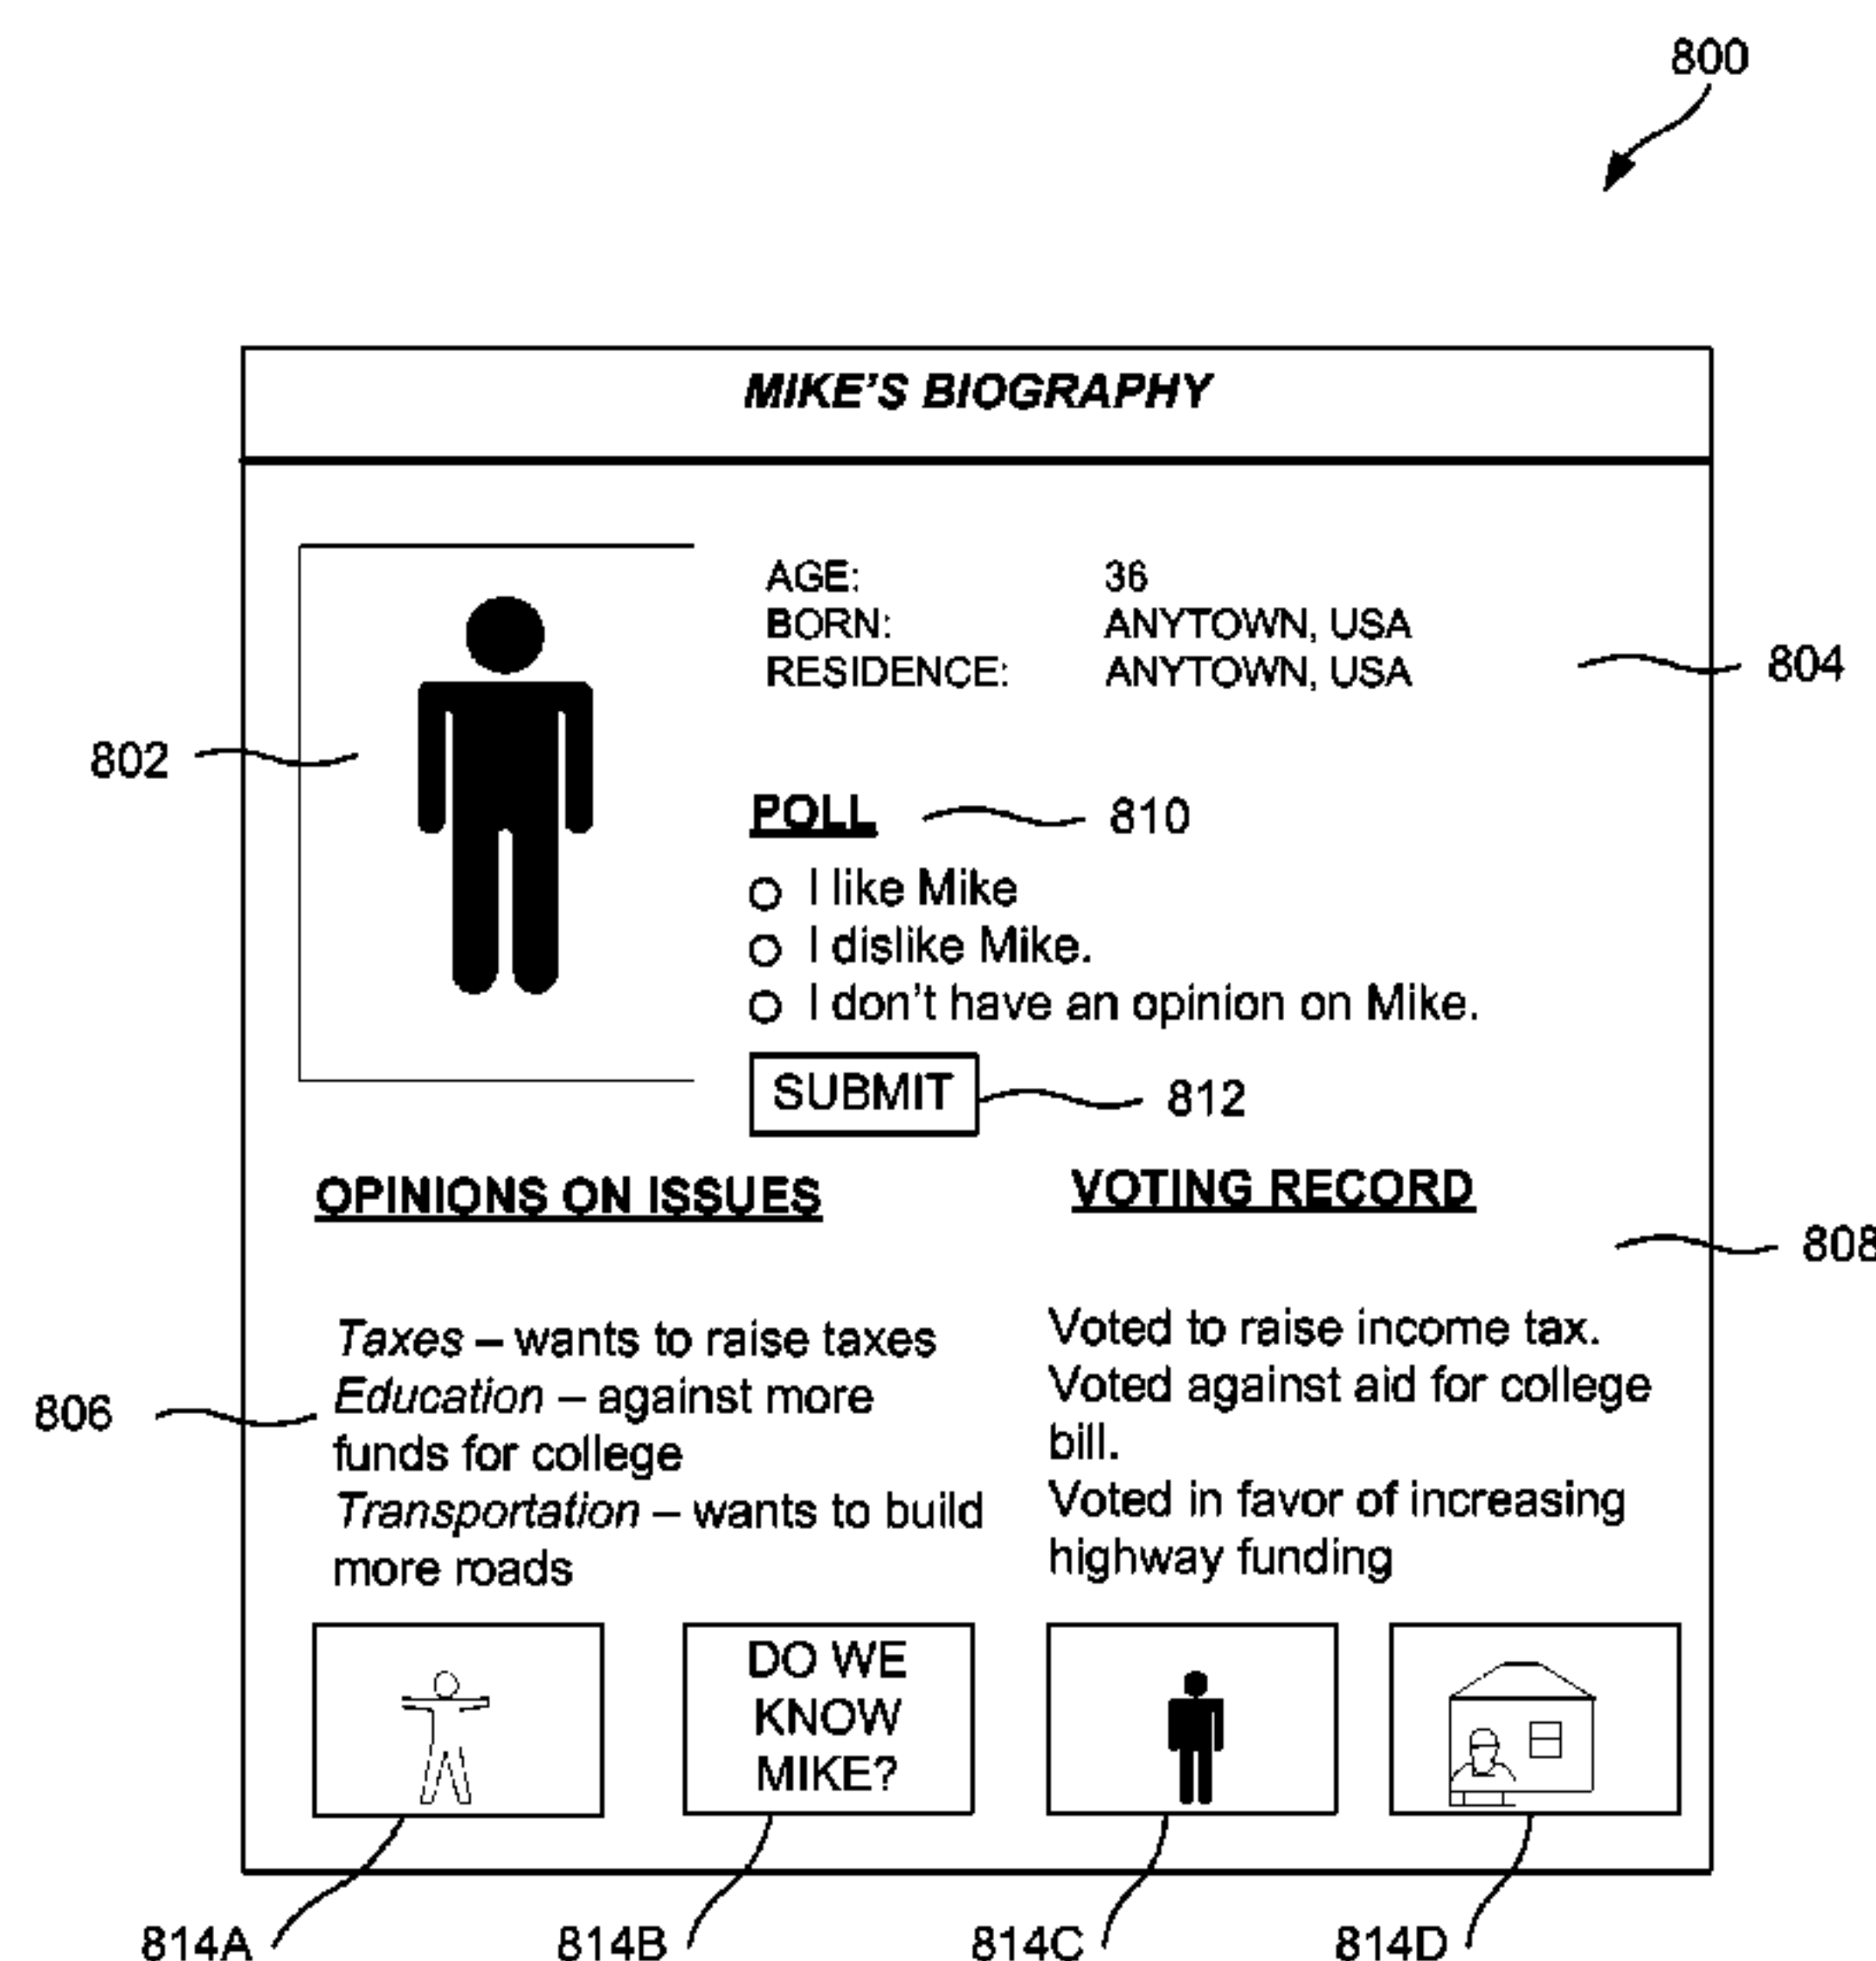 800
MIKE'S BIOGRAPHY
AGE: 36
BORN: ANYTOWN, USA
RESIDENCE: ANYTOWN, USA
804
802
POLL
810
I like Mike
I dislike Mike.
I don't have an opinion on Mike.
SUBMIT
812
OPINIONS ON ISSUES
Taxes – wants to raise taxes
Education – against more
funds for college
Transportation – wants to build
more roads
806
VOTING RECORD
808
Voted to raise income tax.
Voted against aid for college
bill.
Voted in favor of increasing
highway funding
DO WE
KNOW
MIKE?
814A
814B
814C
814D